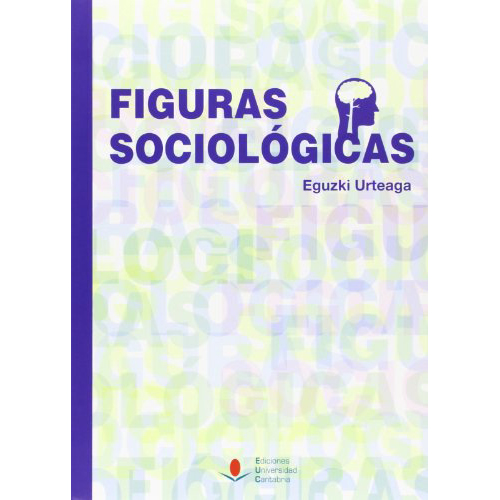 FIGURAS
SOCIOLÓGICAS
Eguzki Urteaga
Ediciones
Universidad
Cantabria